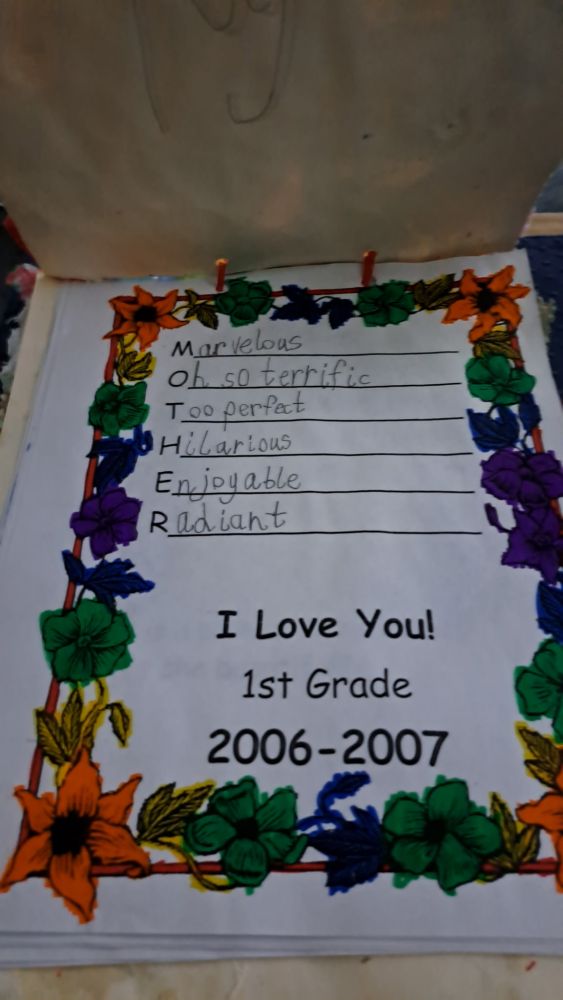 Marvelous
Oh so terrific
Too perfect
Hilarious
Enjoyable
Radiant
I Love You!
1st Grade
2006-2007